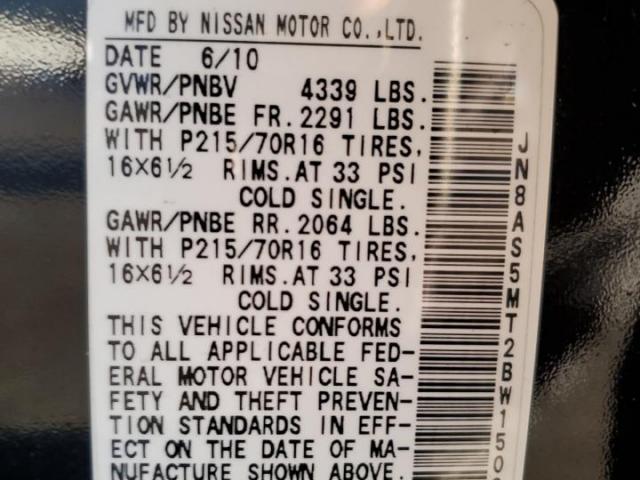 MFD BY NISSAN MOTOR CO.,LTD.
DATE 6/10
GVWR/PNBV 4339 LBS.
GAWR/PNBE FR.2291 LBS.
WITH P215/70R16 TIRES,
16X6½ RIMS.AT 33 PSI
COLD SINGLE.
GAWR/PNBE RR.2064 LBS.
WITH P215/70R16 TIRES,
16X6½ RIMS.AT 33 PSI
COLD SINGLE.
THIS VEHICLE CONFORMS
TO ALL APPLICABLE FED-
ERAL MOTOR VEHICLE SA-
FETY AND THEFT PREVEN-
TION STANDARDS IN EFF-
ECT ON THE DATE OF MA-
NUFACTURE SHOWN ABOVE.
JN8AS5MT2BW150